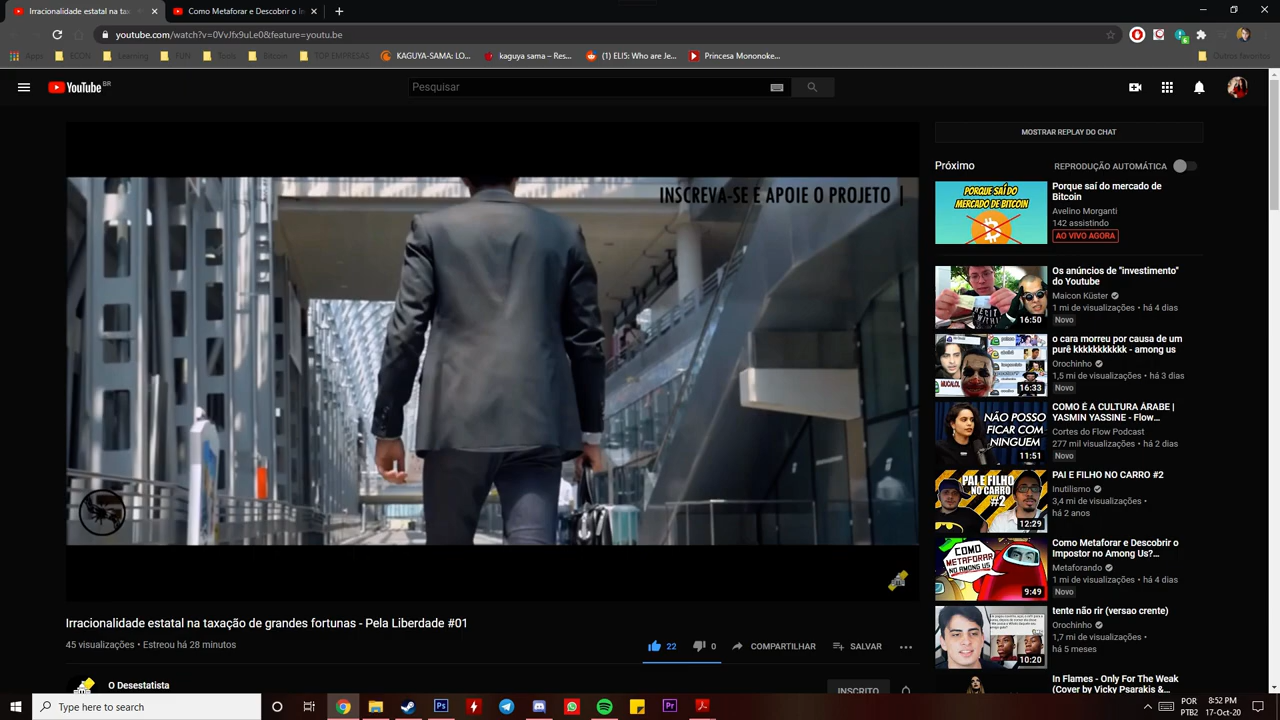 Irracionalidade estatal na tax
Como Metaforar e Descobrir o In
youtube.com/watch?v=0VvJfx9uLe0&feature=youtu.be
Apps
ECON
Learning
FUN
Tools
Bitcoin
TOP EMPRESAS
KAGUYA-SAMA: LO...
kaguya sama – Res...
(1) ELI5: Who are Je...
Princesa Mononoke...
Outros favoritos
YouTube BR
Pesquisar
MOSTRAR REPLAY DO CHAT
Próximo
REPRODUÇÃO AUTOMÁTICA
INSCREVA-SE E APOIE O PROJETO |
PORQUE SAÍ DO
MERCADO DE BITCOIN
Porque saí do mercado de
Bitcoin
Avelino Morganti
142 assistindo
AO VIVO AGORA
16:50
Os anúncios de "investimento"
do Youtube
Maicon Küster
1 mi de visualizações • há 4 dias
Novo
MUCALOL
16:33
o cara morreu por causa de um
purê kkkkkkkkkkk - among us
Orochinho
1,5 mi de visualizações • há 3 dias
Novo
NÃO POSSO
FICAR COM
NINGUEM
11:51
COMO É A CULTURA ÁRABE |
YASMIN YASSINE - Flow...
Cortes do Flow Podcast
277 mil visualizações • há 2 dias
Novo
PAI E FILHO
NO CARRO
#2
12:29
PAI E FILHO NO CARRO #2
Inutilismo
3,4 mi de visualizações •
há 2 anos
COMO
METAFORAR
NO AMONG US
9:49
Como Metaforar e Descobrir o
Impostor no Among Us?...
Metaforando
1 mi de visualizações • há 4 dias
Novo
10:20
tente não rir (versao crente)
Orochinho
1,7 mi de visualizações •
há 5 meses
In Flames - Only For The Weak
(Cover by Vicky Psarakis &
Irracionalidade estatal na taxação de grandes fortunas - Pela Liberdade #01
45 visualizações • Estreou há 28 minutos
22
0
COMPARTILHAR
SALVAR
O Desestatista
INSCRITO
Type here to search
POR
PTB2
8:52 PM
17-Oct-20